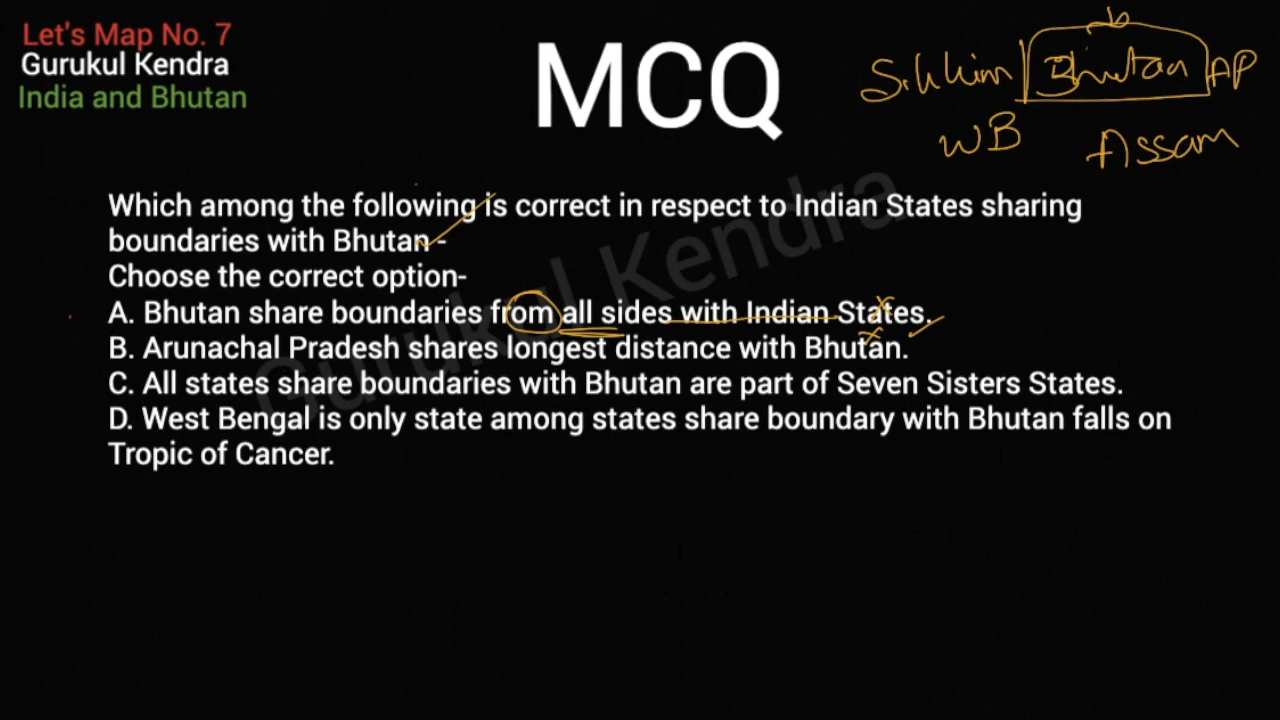 Let's Map No. 7
Gurukul Kendra
India and Bhutan
MCQ
Sikkim Bhutan AP
WB Assam
Which among the following is correct in respect to Indian States sharing
boundaries with Bhutan -
Choose the correct option-
A. Bhutan share boundaries from all sides with Indian States.
B. Arunachal Pradesh shares longest distance with Bhutan.
C. All states share boundaries with Bhutan are part of Seven Sisters States.
D. West Bengal is only state among states share boundary with Bhutan falls on
Tropic of Cancer.
Gurukul Kendra